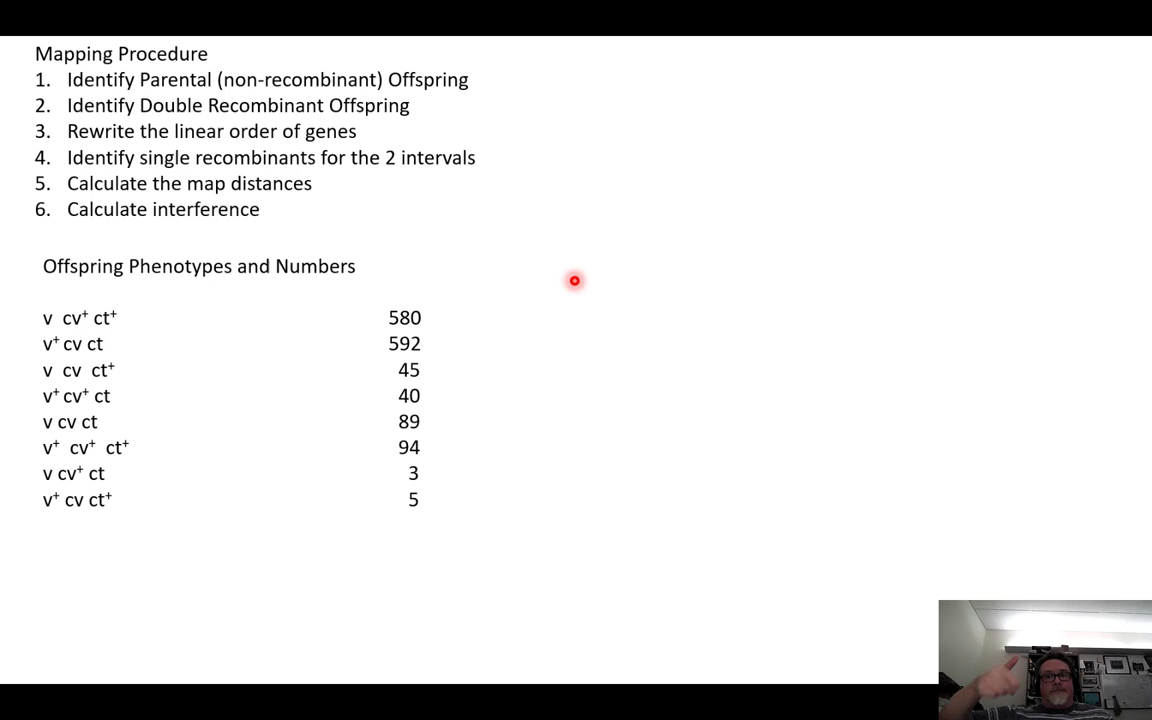 Mapping Procedure
1. Identify Parental (non-recombinant) Offspring
2. Identify Double Recombinant Offspring
3. Rewrite the linear order of genes
4. Identify single recombinants for the 2 intervals
5. Calculate the map distances
6. Calculate interference
Offspring Phenotypes and Numbers
v cv⁺ ct⁺ 580
v⁺ cv ct 592
v cv ct⁺ 45
v⁺ cv⁺ ct 40
v cv ct 89
v⁺ cv⁺ ct⁺ 94
v cv⁺ ct 3
v⁺ cv ct⁺ 5